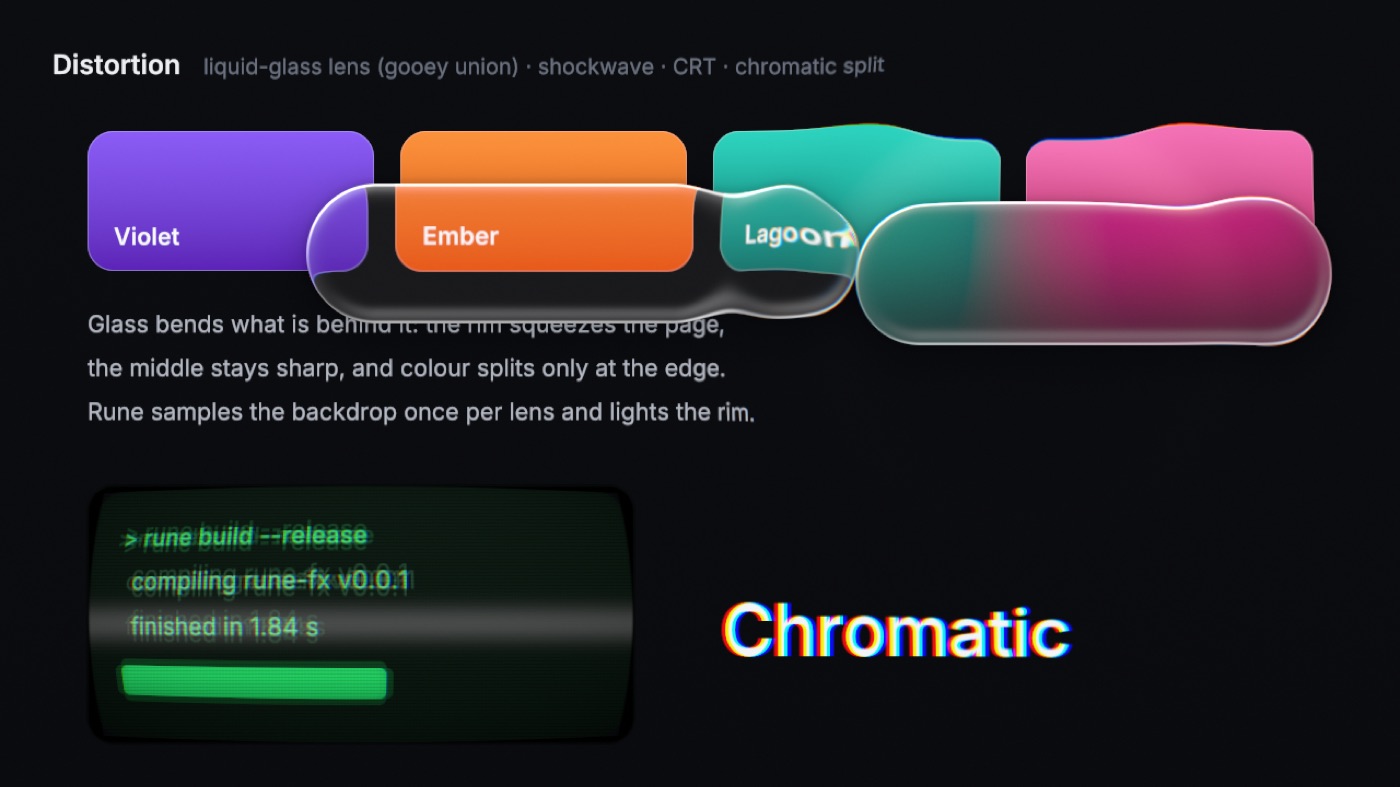 Distortion liquid-glass lens (gooey union) · shockwave · CRT · chromatic split
Violet
Ember
Lagoon
Glass bends what is behind it: the rim squeezes the page,
the middle stays sharp, and colour splits only at the edge.
Rune samples the backdrop once per lens and lights the rim.
> rune build --release
compiling rune-fx v0.0.1
finished in 1.84 s
Chromatic